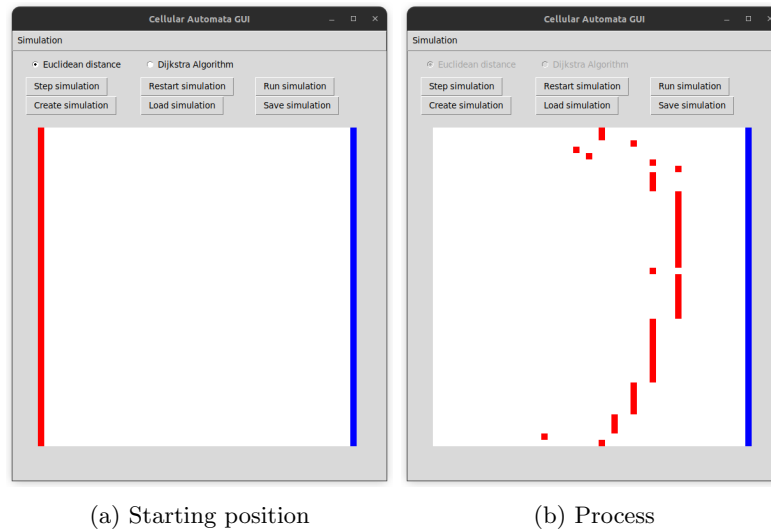 Cellular Automata GUI
Simulation
Euclidean distance Dijkstra Algorithm
Step simulation Restart simulation Run simulation
Create simulation Load simulation Save simulation
(a) Starting position
Cellular Automata GUI
Simulation
Euclidean distance Dijkstra Algorithm
Step simulation Restart simulation Run simulation
Create simulation Load simulation Save simulation
(b) Process